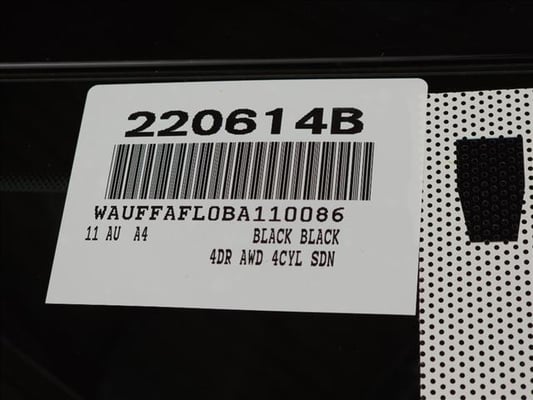 220614B
WAUFFAFL0BA110086
11 AU A4 BLACK BLACK
4DR AWD 4CYL SDN